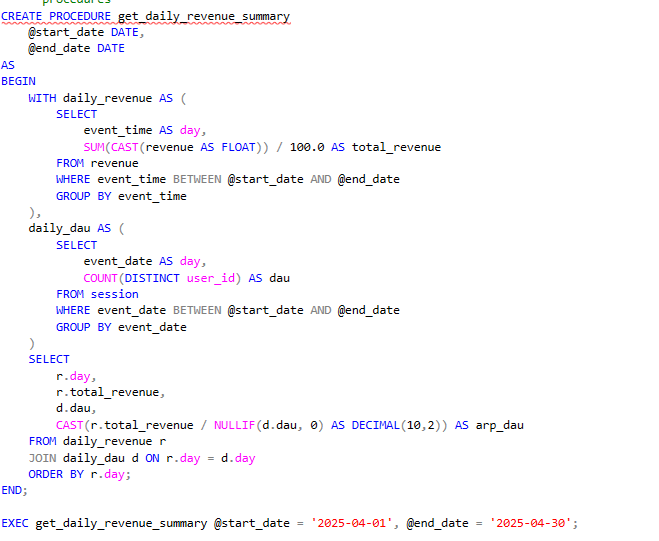 procedures
CREATE PROCEDURE get_daily_revenue_summary
    @start_date DATE,
    @end_date DATE
AS
BEGIN
    WITH daily_revenue AS (
        SELECT
            event_time AS day,
            SUM(CAST(revenue AS FLOAT)) / 100.0 AS total_revenue
        FROM revenue
        WHERE event_time BETWEEN @start_date AND @end_date
        GROUP BY event_time
    ),
    daily_dau AS (
        SELECT
            event_date AS day,
            COUNT(DISTINCT user_id) AS dau
        FROM session
        WHERE event_date BETWEEN @start_date AND @end_date
        GROUP BY event_date
    )
    SELECT
        r.day,
        r.total_revenue,
        d.dau,
        CAST(r.total_revenue / NULLIF(d.dau, 0) AS DECIMAL(10,2)) AS arp_dau
    FROM daily_revenue r
    JOIN daily_dau d ON r.day = d.day
    ORDER BY r.day;
END;
EXEC get_daily_revenue_summary @start_date = '2025-04-01', @end_date = '2025-04-30';